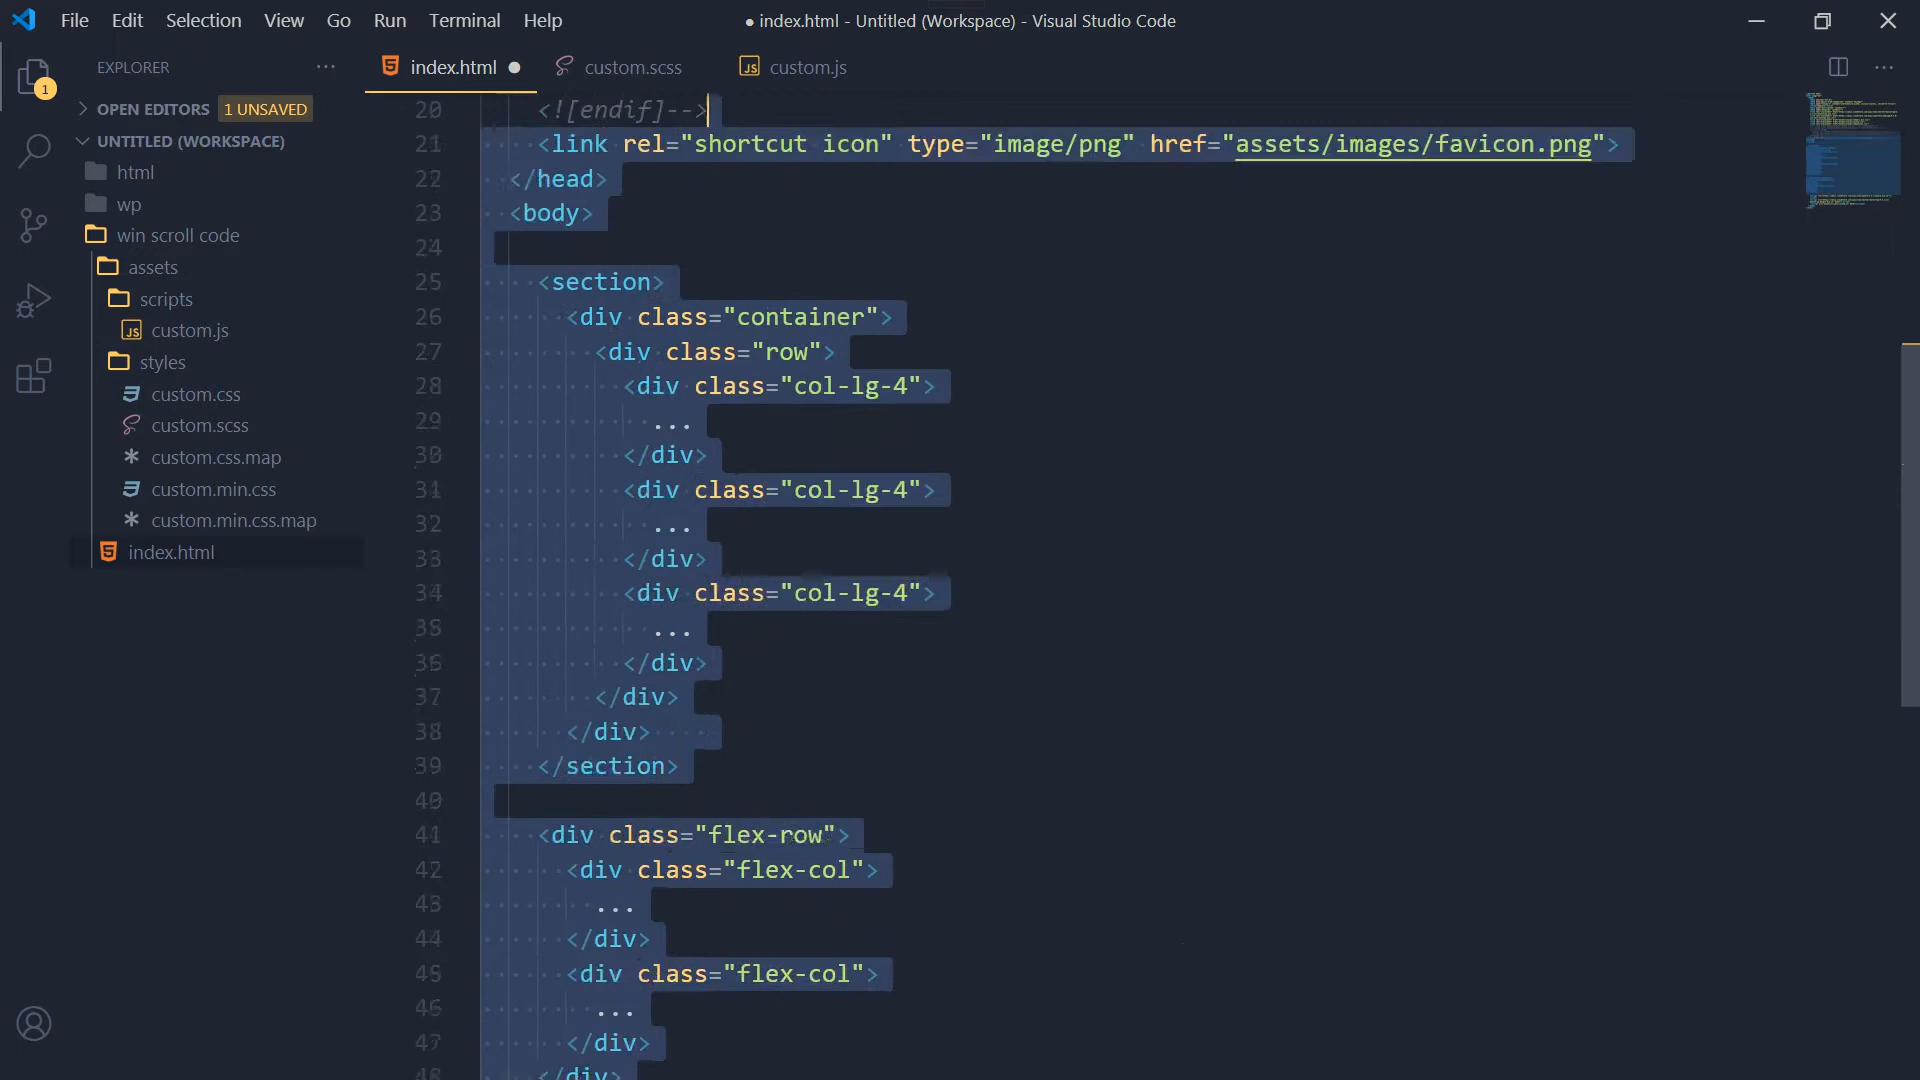 File Edit Selection View Go Run Terminal Help
● index.html - Untitled (Workspace) - Visual Studio Code
EXPLORER ···
index.html ●
custom.scss
JS custom.js
1
OPEN EDITORS 1 UNSAVED
UNTITLED (WORKSPACE)
html
wp
win scroll code
assets
scripts
JS custom.js
styles
custom.css
custom.scss
custom.css.map
custom.min.css
custom.min.css.map
index.html
20 <![endif]-->
21 <link rel="shortcut icon" type="image/png" href="assets/images/favicon.png">
22 </head>
23 <body>
24
25 <section>
26 <div class="container">
27 <div class="row">
28 <div class="col-lg-4">
29 ...
30 </div>
31 <div class="col-lg-4">
32 ...
33 </div>
34 <div class="col-lg-4">
35 ...
36 </div>
37 </div>
38 </div>
39 </section>
40
41 <div class="flex-row">
42 <div class="flex-col">
43 ...
44 </div>
45 <div class="flex-col">
46 ...
47 </div>
48 </div>